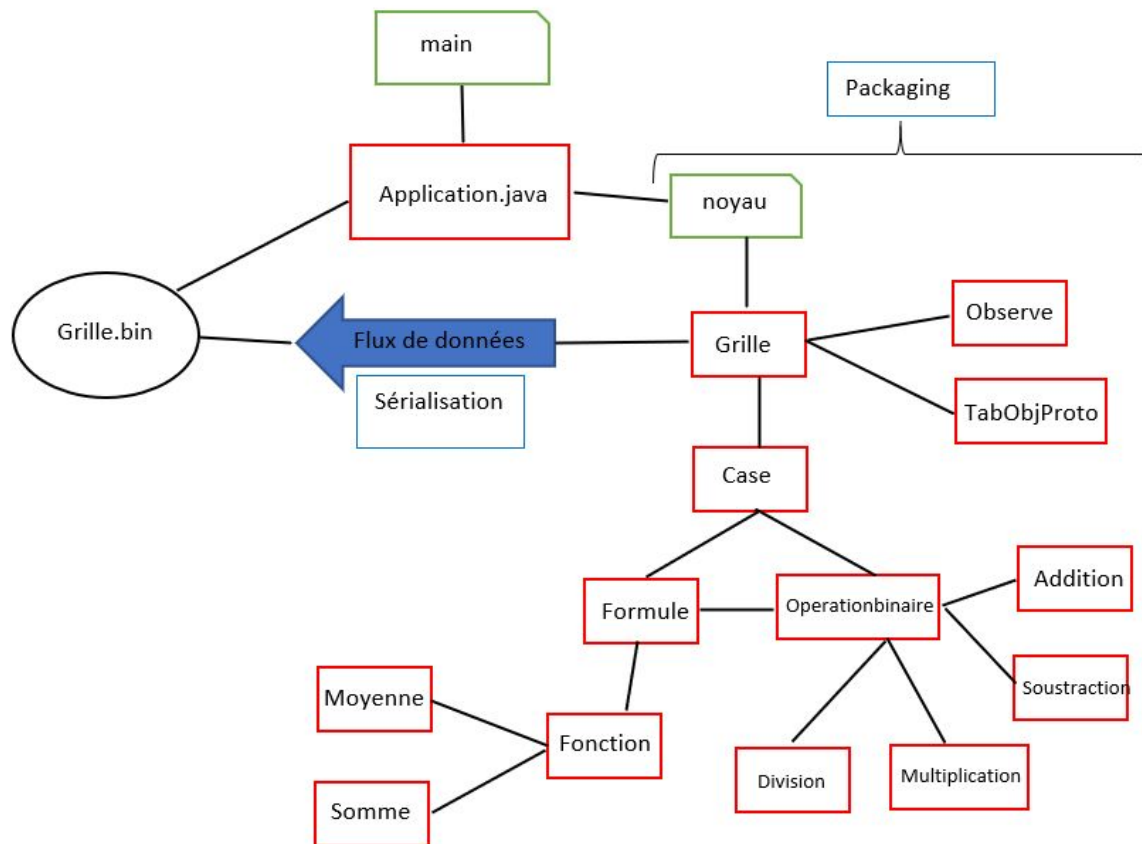 main
Packaging
Application.java
noyau
Grille.bin
Flux de données
Grille
Observe
Sérialisation
TabObjProto
Case
Formule
Operationbinaire
Addition
Moyenne
Fonction
Soustraction
Somme
Division
Multiplication